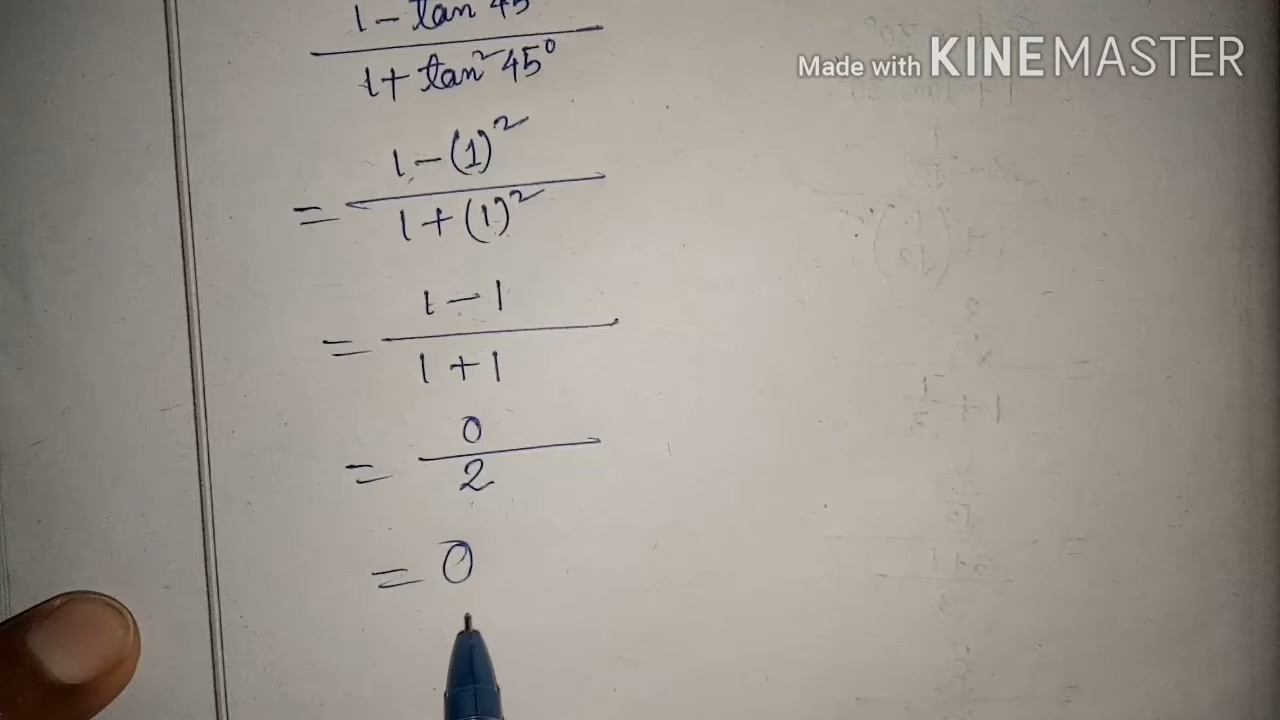 1 - tan 45
1 + tan² 45°
Made with KINEMASTER
= 1 - (1)²
1 + (1)²
= 1 - 1
1 + 1
= 0
2
= 0